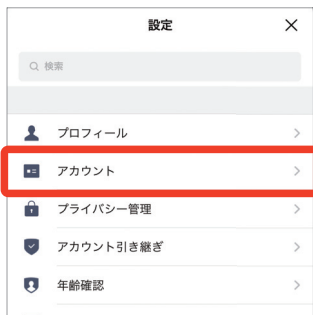 設定
検索
プロフィール
アカウント
プライバシー管理
アカウント引き継ぎ
年齢確認